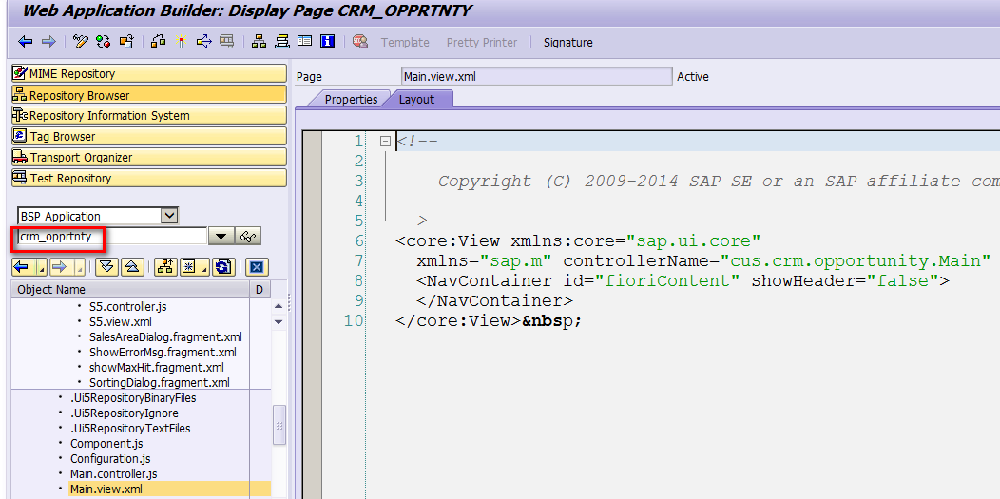 Web Application Builder: Display Page CRM_OPPRTNTY
Template Pretty Printer Signature
MIME Repository
Repository Browser
Repository Information System
Tag Browser
Transport Organizer
Test Repository
BSP Application
crm_opprtnty
Object Name D
S5.controller.js
S5.view.xml
SalesAreaDialog.fragment.xml
ShowErrorMsg.fragment.xml
showMaxHit.fragment.xml
SortingDialog.fragment.xml
.Ui5RepositoryBinaryFiles
.Ui5RepositoryIgnore
.Ui5RepositoryTextFiles
Component.js
Configuration.js
Main.controller.js
Main.view.xml
Page Main.view.xml Active
Properties Layout
1 <!--
2
3 Copyright (C) 2009-2014 SAP SE or an SAP affiliate com
4
5 -->
6 <core:View xmlns:core="sap.ui.core"
7 xmlns="sap.m" controllerName="cus.crm.opportunity.Main"
8 <NavContainer id="fioriContent" showHeader="false">
9 </NavContainer>
10 </core:View>&nbsp;